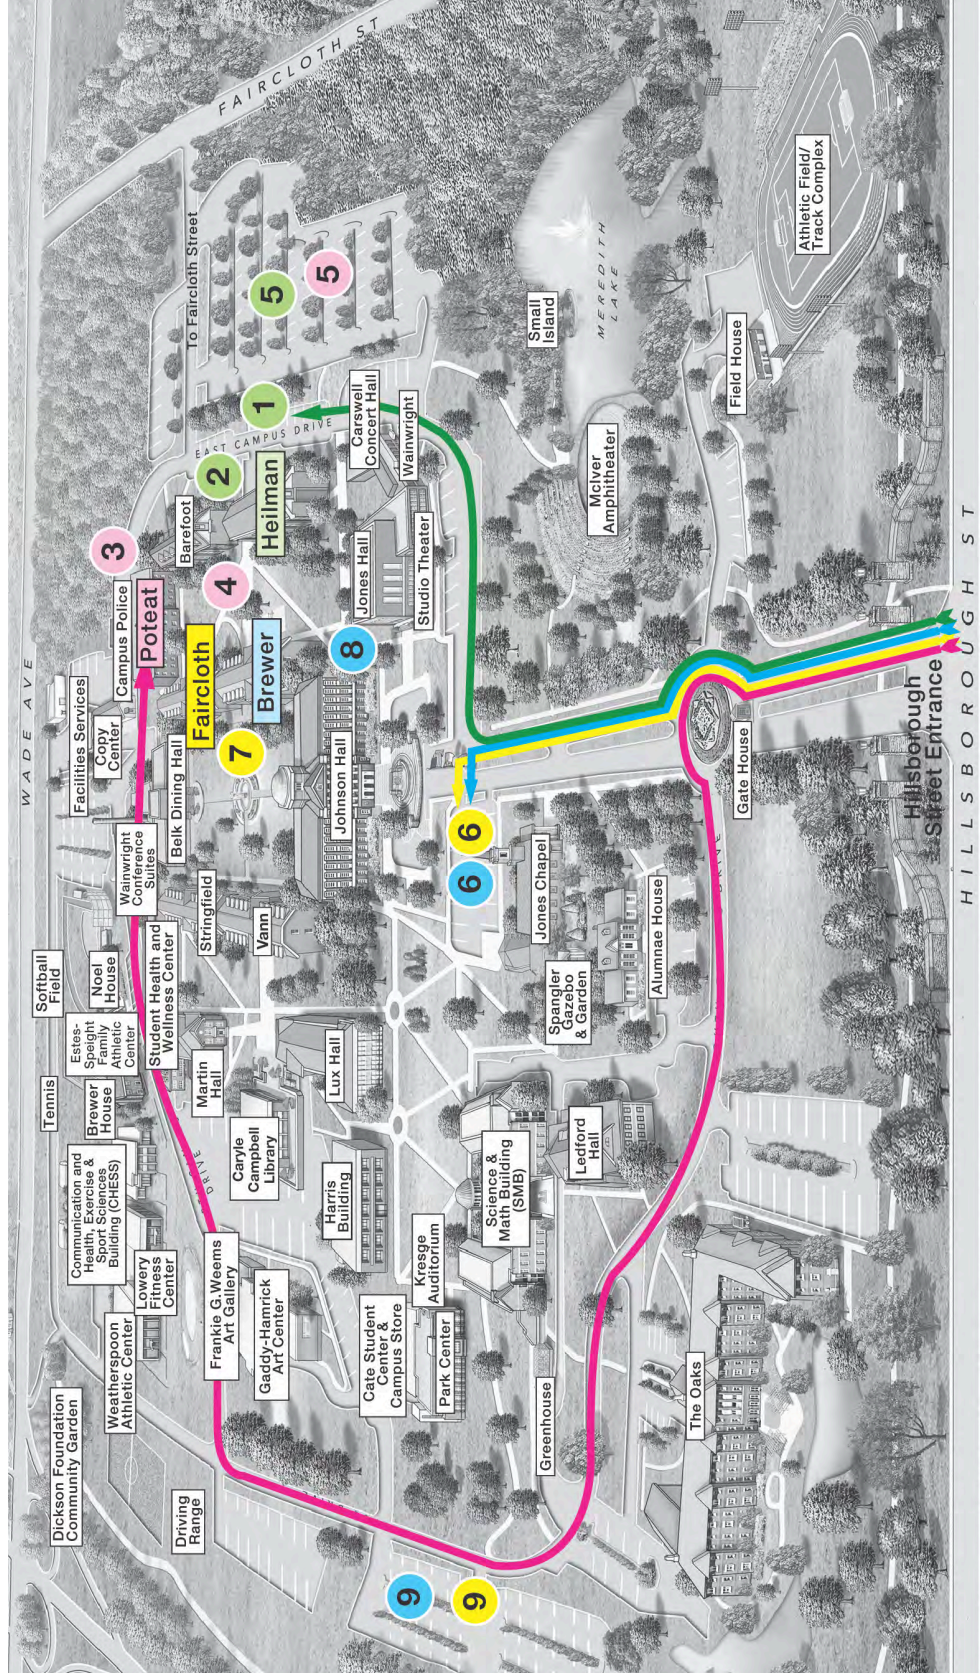 WADE AVE
FAIRCLOTH ST
To Faircloth Street
5
5
1
EAST CAMPUS DRIVE
2
3
4
Barefoot
Heilman
Carswell
Concert Hall
Wainwright
Jones Hall
Studio Theater
8
Campus Police
Poteat
Faircloth
Brewer
7
Facilities Services
Copy
Center
Belk Dining Hall
Johnson Hall
Wainwright
Conference
Suites
Stringfield
Vann
Softball
Field
Noel
House
Student Health and
Wellness Center
Estes-
Speight
Family
Athletic
Center
Tennis
Brewer
House
Martin
Hall
Lux Hall
Carlyle
Campbell
Library
Harris
Building
Communication and
Health, Exercise &
Sport Sciences
Building (CHESS)
Lowery
Fitness
Center
Weatherspoon
Athletic Center
DRIVE
Frankie G. Weems
Art Gallery
Gaddy-Hamrick
Art Center
Dickson Foundation
Community Garden
Driving
Range
Cate Student
Center &
Campus Store
Kresge
Auditorium
Park Center
Greenhouse
Science &
Math Building
(SMB)
Ledford
Hall
Spangler
Gazebo
& Garden
Jones Chapel
Alumnae House
6
6
9
9
The Oaks
DRIVE
Gate House
McIver
Amphitheater
Small
Island
MEREDITH
LAKE
Field House
Athletic Field/
Track Complex
Hillsborough
Street Entrance
HILLSBOROUGH ST